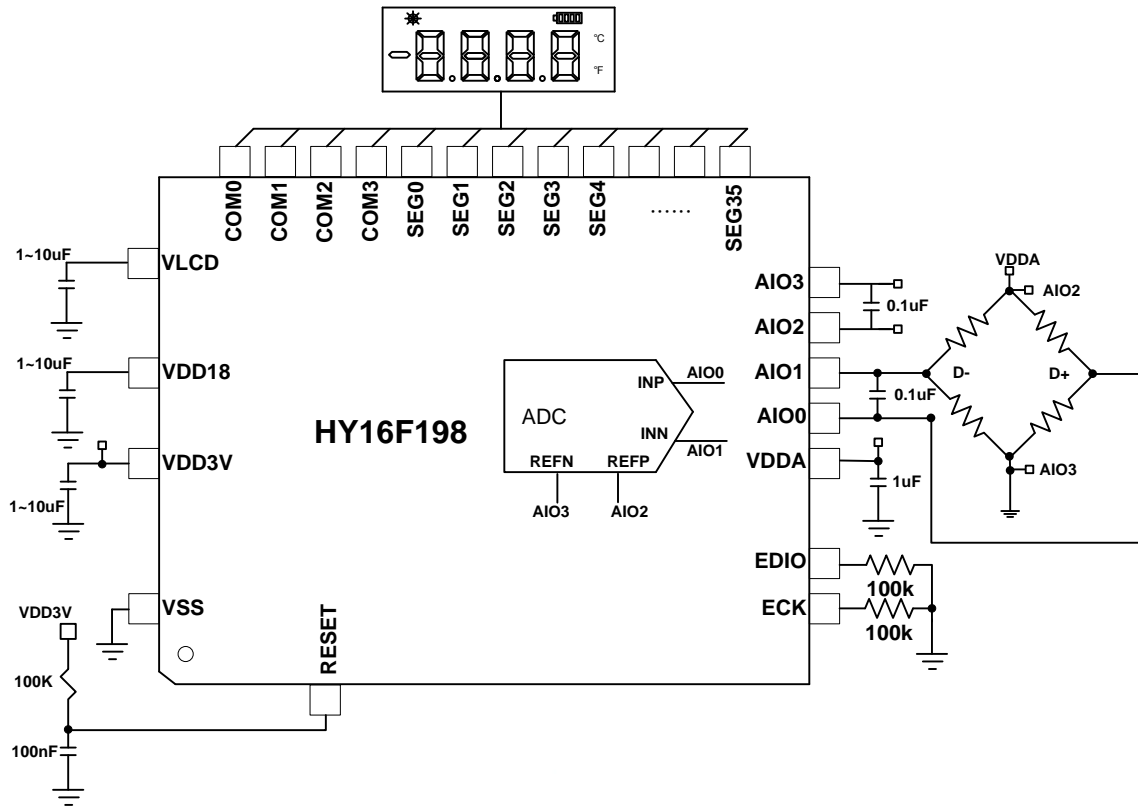 °C
°F
COM0
COM1
COM2
COM3
SEG0
SEG1
SEG2
SEG3
SEG4
......
SEG35
1~10uF
VLCD
1~10uF
VDD18
VDD3V
1~10uF
VSS
VDD3V
100K
100nF
RESET
HY16F198
ADC
INP
AIO0
INN
AIO1
REFN
REFP
AIO3
AIO2
AIO3
0.1uF
AIO2
AIO1
0.1uF
AIO0
VDDA
1uF
EDIO
100k
ECK
100k
VDDA
AIO2
D-
D+
AIO3